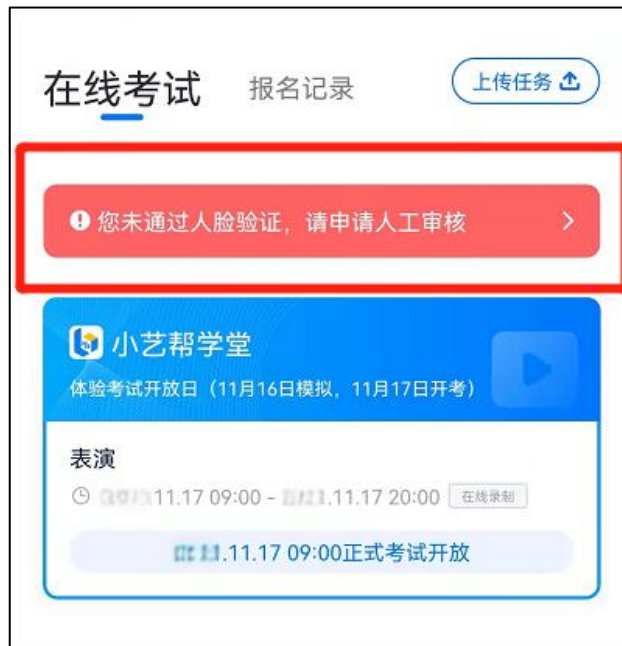 在线考试 报名记录 上传任务
您未通过人脸验证，请申请人工审核
小艺帮学堂
体验考试开放日（11月16日模拟，11月17日开考）
表演
11.17 09:00 - .11.17 20:00 在线录制
.11.17 09:00正式考试开放